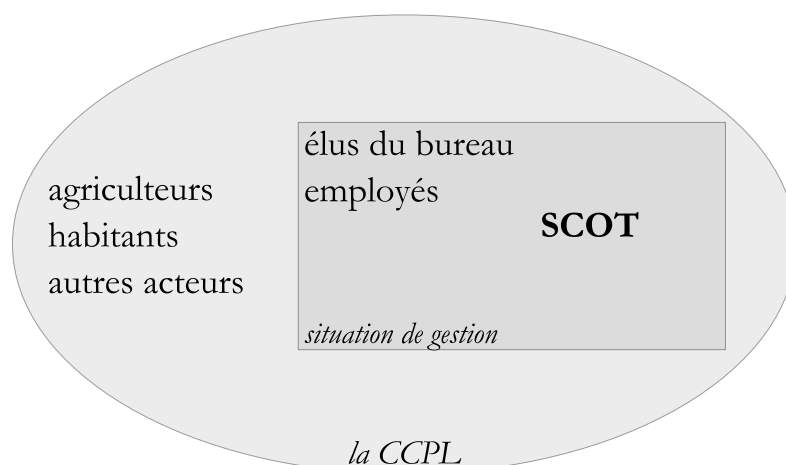 élus du bureau
employés
agriculteurs
habitants
autres acteurs
SCOT
situation de gestion
la CCPL